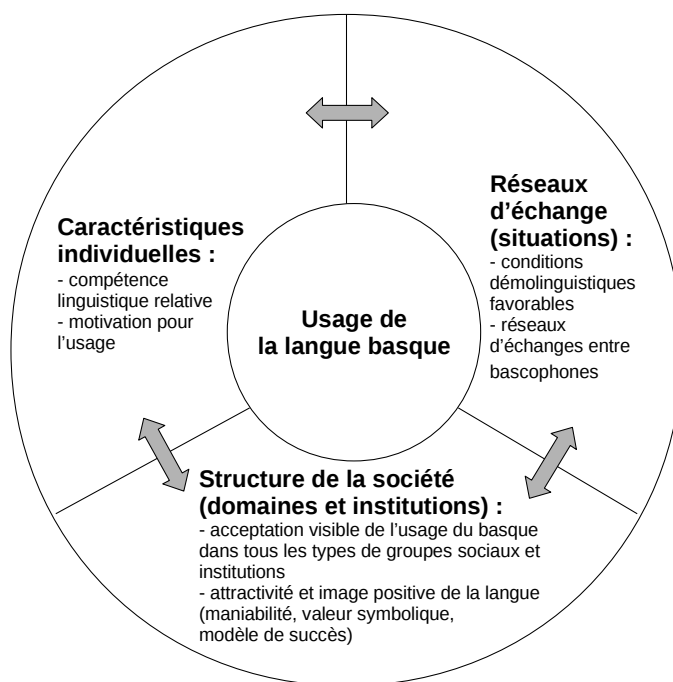 Caractéristiques
individuelles :
- compétence
linguistique relative
- motivation pour
l’usage
Réseaux
d’échange
(situations) :
- conditions
démolinguistiques
favorables
- réseaux
d’échanges entre
bascophones
Usage de
la langue basque
Structure de la société
(domaines et institutions) :
- acceptation visible de l’usage du basque
dans tous les types de groupes sociaux et
institutions
- attractivité et image positive de la langue
(maniabilité, valeur symbolique,
modèle de succès)